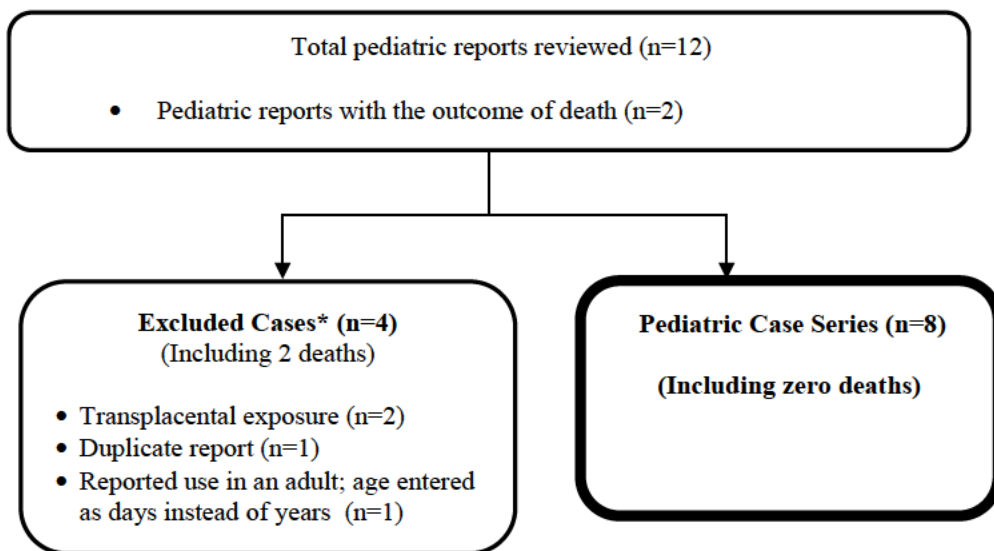 Total pediatric reports reviewed (n=12)
• Pediatric reports with the outcome of death (n=2)
Excluded Cases* (n=4)
(Including 2 deaths)
• Transplacental exposure (n=2)
• Duplicate report (n=1)
• Reported use in an adult; age entered
as days instead of years (n=1)
Pediatric Case Series (n=8)
(Including zero deaths)